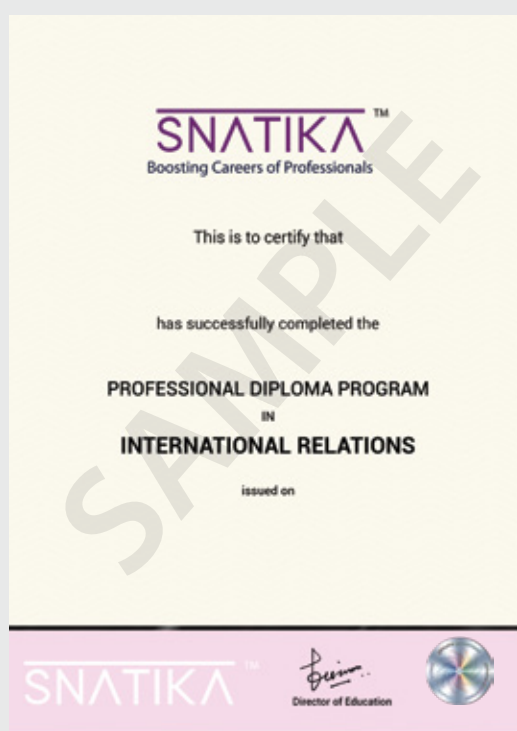 SNATIKA™
Boosting Careers of Professionals
This is to certify that
has successfully completed the
PROFESSIONAL DIPLOMA PROGRAM
IN
INTERNATIONAL RELATIONS
issued on
SAMPLE
SNATIKA™
Director of Education